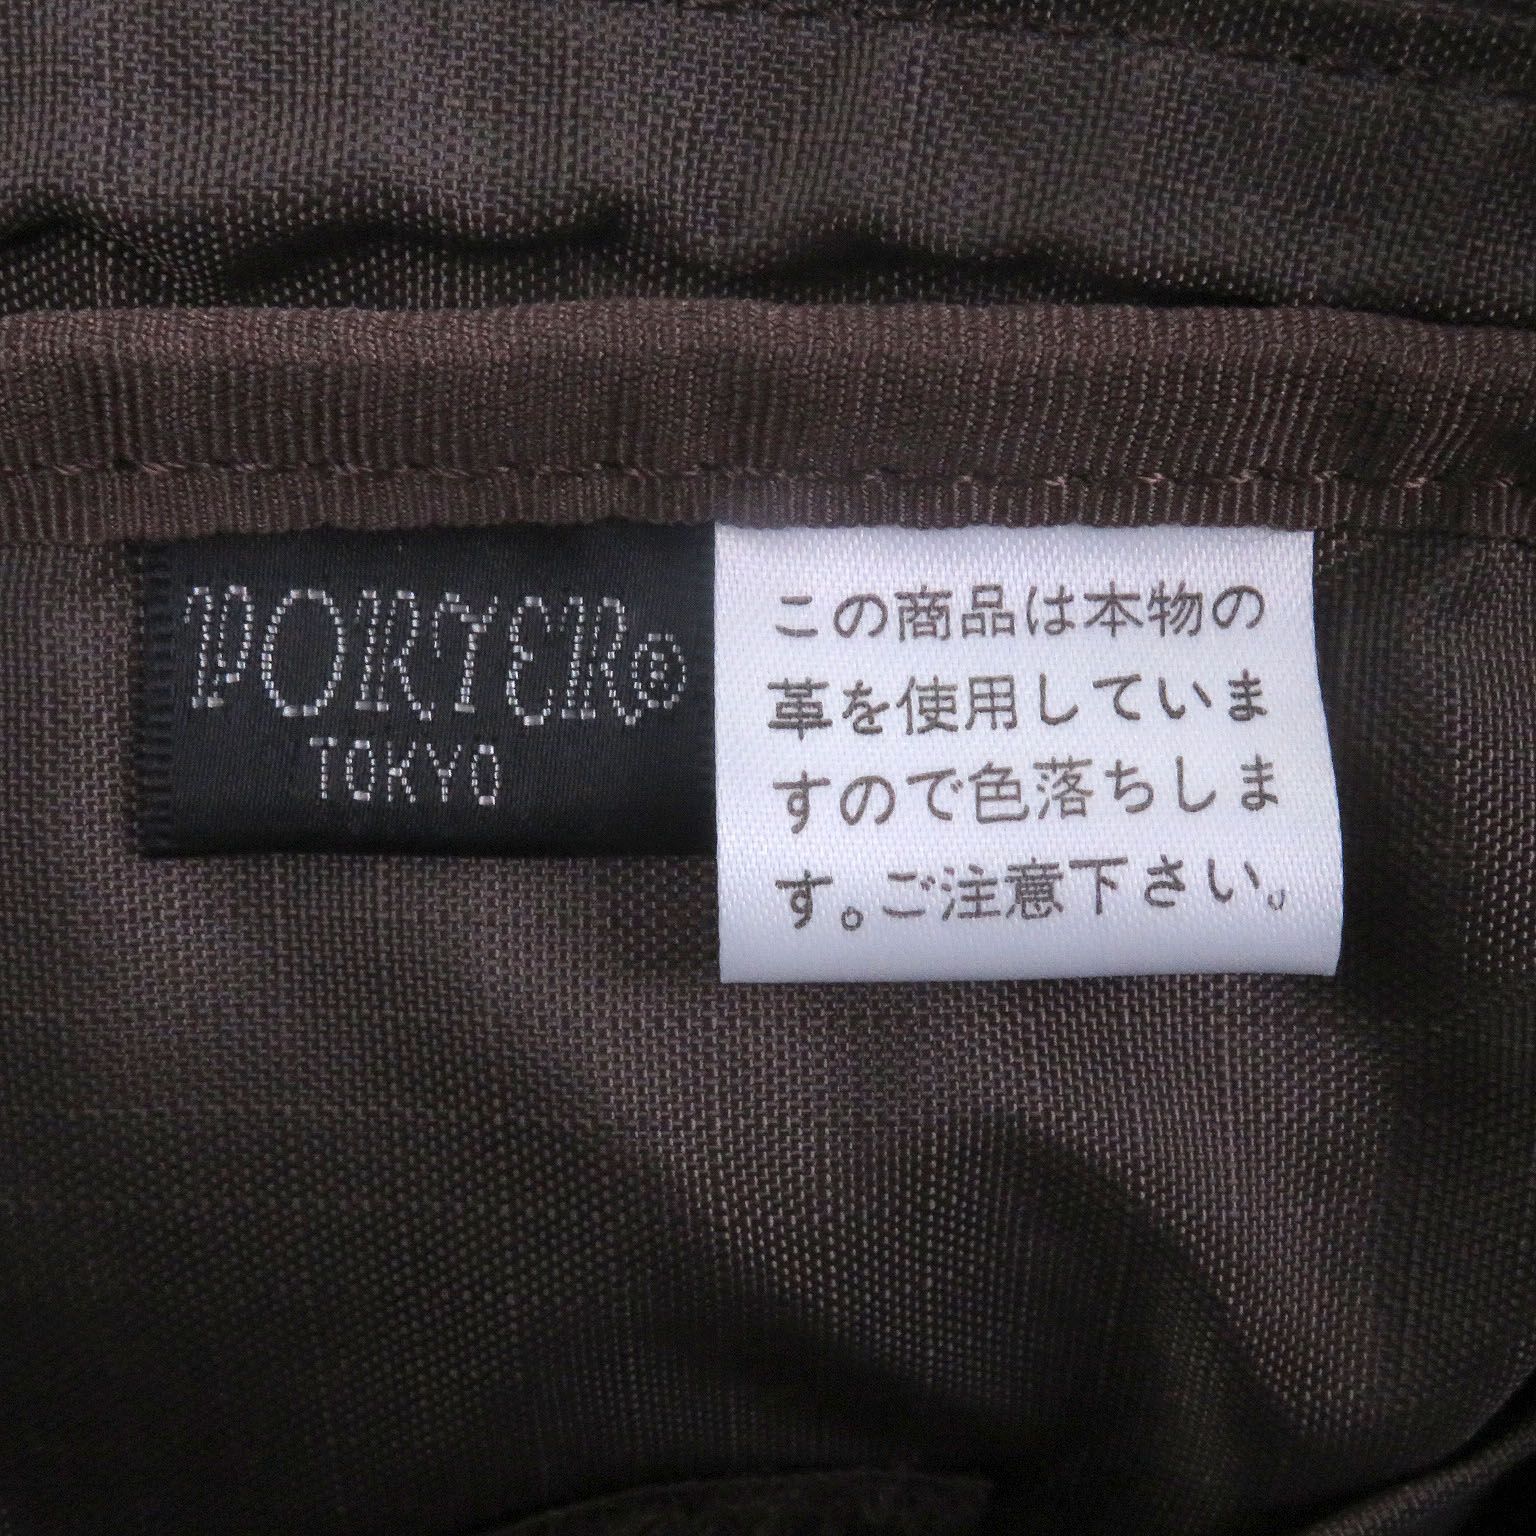 PORTER®
TOKYO
この商品は本物の
革を使用していま
すので色落ちしま
す。ご注意下さい。